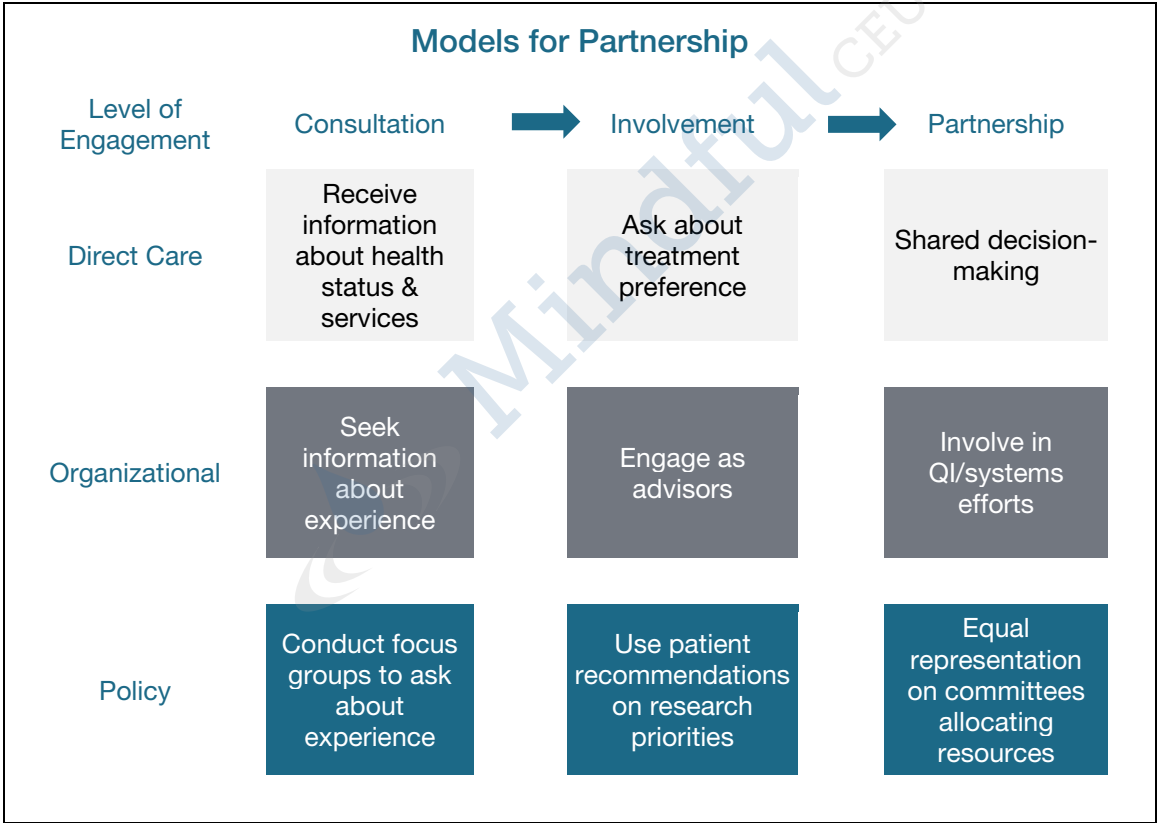 Models for Partnership
Level of
Engagement
Consultation
Involvement
Partnership
Direct Care
Receive
information
about health
status &
services
Ask about
treatment
preference
Shared decision-
making
Organizational
Seek
information
about
experience
Engage as
advisors
Involve in
QI/systems
efforts
Policy
Conduct focus
groups to ask
about
experience
Use patient
recommendations
on research
priorities
Equal
representation
on committees
allocating
resources
Mindful CEU